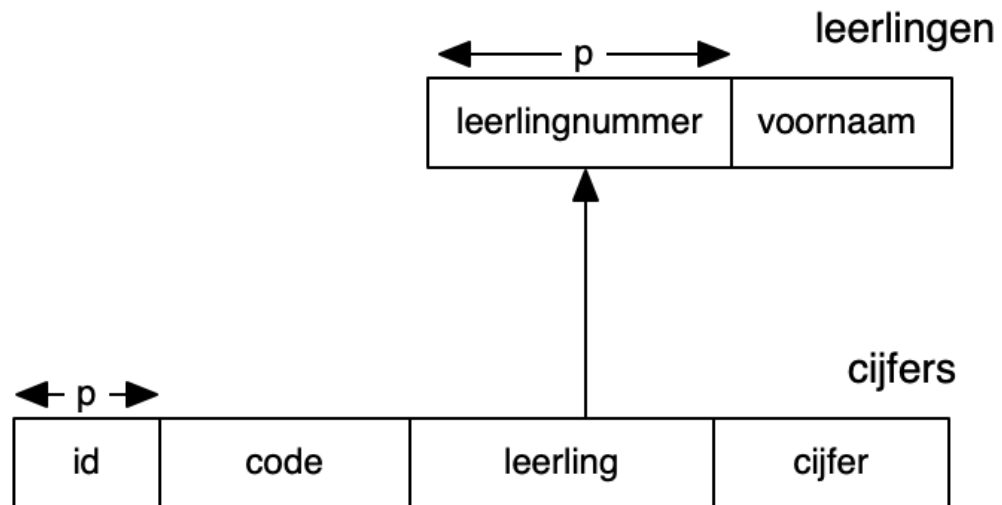 leerlingen
p
leerlingnummer voornaam
cijfers
p
id code leerling cijfer